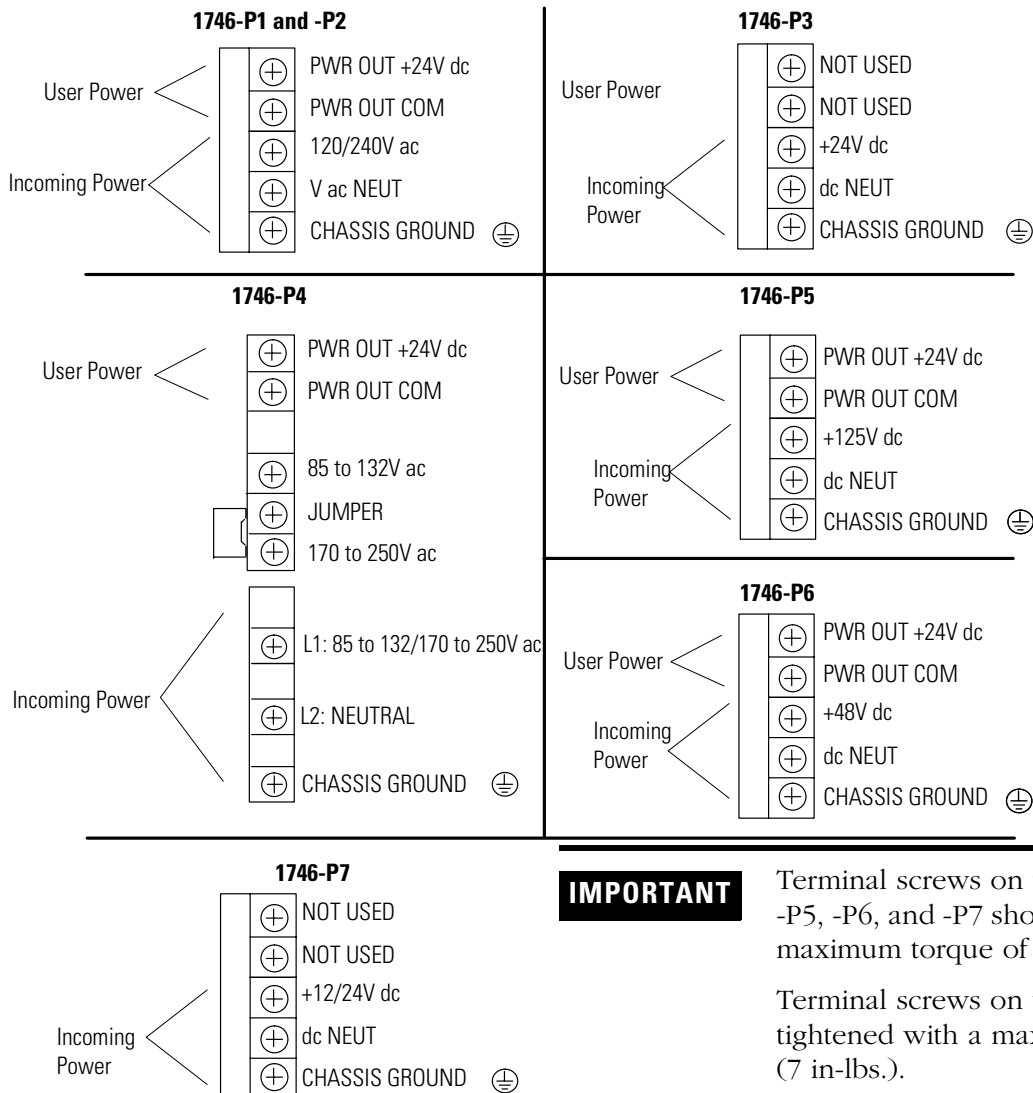 1746-P1 and -P2
User Power
PWR OUT +24V dc
PWR OUT COM
Incoming Power
120/240V ac
V ac NEUT
CHASSIS GROUND
1746-P3
User Power
NOT USED
NOT USED
Incoming
Power
+24V dc
dc NEUT
CHASSIS GROUND
1746-P4
User Power
PWR OUT +24V dc
PWR OUT COM
85 to 132V ac
JUMPER
170 to 250V ac
Incoming Power
L1: 85 to 132/170 to 250V ac
L2: NEUTRAL
CHASSIS GROUND
1746-P5
User Power
PWR OUT +24V dc
PWR OUT COM
Incoming
Power
+125V dc
dc NEUT
CHASSIS GROUND
1746-P6
User Power
PWR OUT +24V dc
PWR OUT COM
Incoming
Power
+48V dc
dc NEUT
CHASSIS GROUND
1746-P7
NOT USED
NOT USED
Incoming
Power
+12/24V dc
dc NEUT
CHASSIS GROUND
IMPORTANT
Terminal screws on
-P5, -P6, and -P7 sho
maximum torque of
Terminal screws on
tightened with a max
(7 in-lbs.).